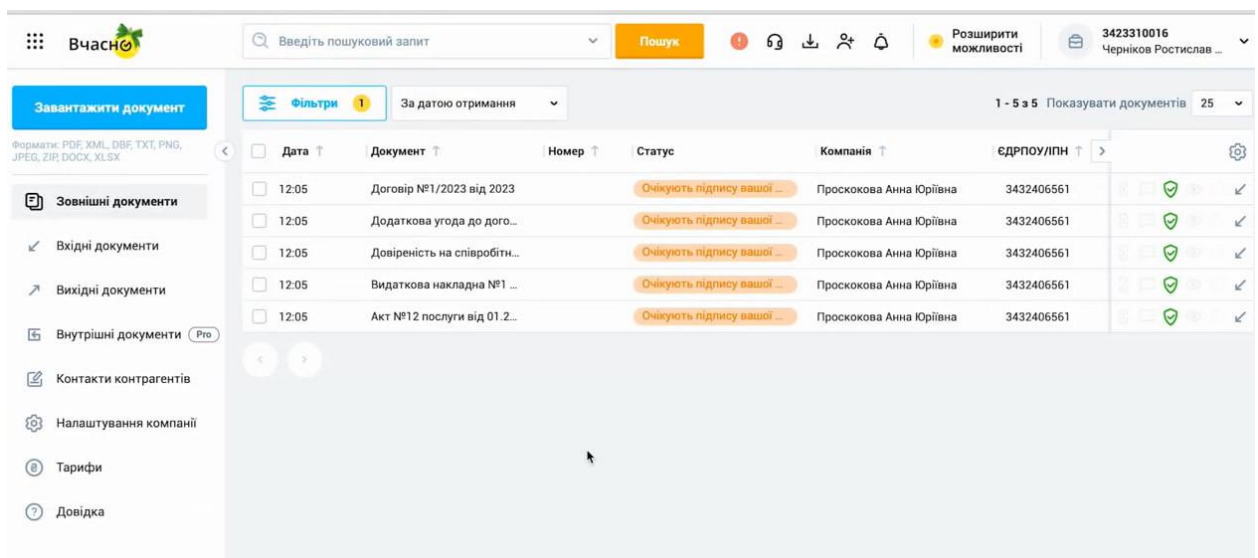 Вчасно
Введіть пошуковий запит
Пошук
Розширити
можливості
3423310016
Черніков Ростислав ...
Завантажити документ
Формати: PDF, XML, DBF, TXT, PNG,
JPEG, ZIP, DOCX, XLSX
Фільтри 1
За датою отримання
1 - 5 з 5 Показувати документів 25
Зовнішні документи
Вхідні документи
Вихідні документи
Внутрішні документи Pro
Контакти контрагентів
Налаштування компанії
Тарифи
Довідка
Дата ↑ Документ ↑ Номер ↑ Статус Компанія ↑ ЄДРПОУ/ІПН ↑
12:05 Договір №1/2023 від 2023 Очікують підпису вашої ... Проскокова Анна Юріївна 3432406561
12:05 Додаткова угода до дого... Очікують підпису вашої ... Проскокова Анна Юріївна 3432406561
12:05 Довіреність на співробітн... Очікують підпису вашої ... Проскокова Анна Юріївна 3432406561
12:05 Видаткова накладна №1 ... Очікують підпису вашої ... Проскокова Анна Юріївна 3432406561
12:05 Акт №12 послуги від 01.2... Очікують підпису вашої ... Проскокова Анна Юріївна 3432406561